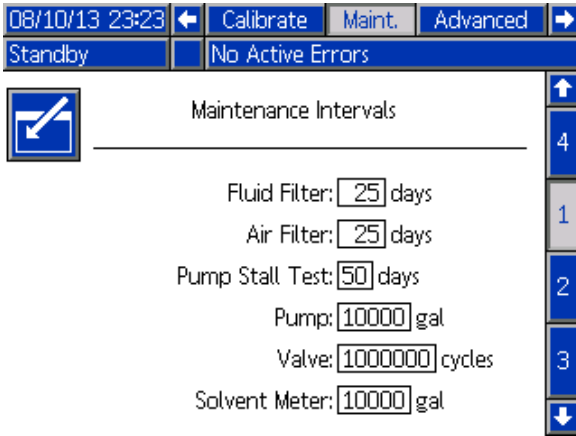 08/10/13 23:23 Calibrate Maint. Advanced
Standby No Active Errors
Maintenance Intervals
4
Fluid Filter: 25 days
1
Air Filter: 25 days
Pump Stall Test: 50 days
2
Pump: 10000 gal
Valve: 1000000 cycles
3
Solvent Meter: 10000 gal